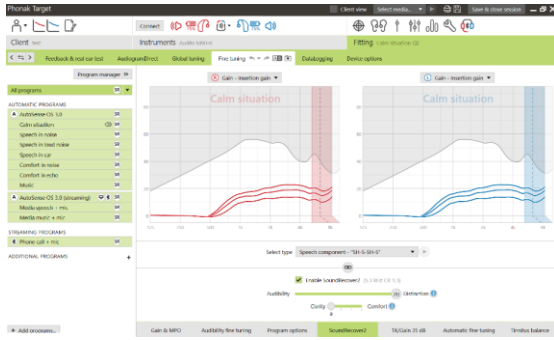 Phonak Target
Client view
Select media...
Save & close session
Connect
Client
Instruments
Fitting Calm situation
Feedback & real ear test
AudiogramDirect
Global tuning
Fine tuning
DataLogging
Device options
Program manager
All programs
AUTOMATIC PROGRAMS
AutoSense OS 3.0
Calm situation
Speech in noise
Speech in loud noise
Speech in car
Comfort in noise
Comfort in echo
Music
AutoSense OS 3.0 (streaming)
Media speech + mic
Media music + mic
STREAMING PROGRAMS
Phone call + mic
ADDITIONAL PROGRAMS
+ Add programs...
R Gain - Insertion gain
Calm situation
L Gain - Insertion gain
Calm situation
Select type
Speech component - "SH-S-SH-S"
Enable SoundRecover2
Audibility
Distinction
Clarity
Comfort
Gain & MPO
Audibility fine tuning
Program options
SoundRecover2
TK/Gain 35 dB
Automatic fine tuning
Tinnitus balance